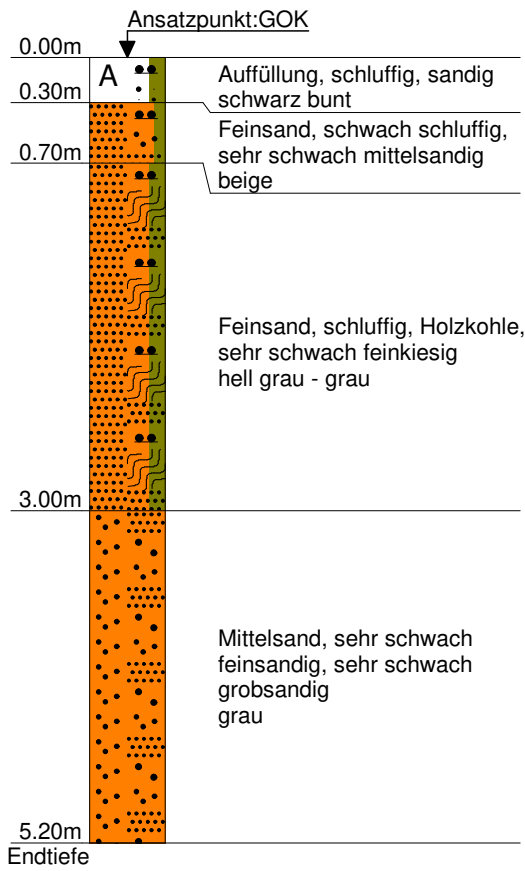 Ansatzpunkt:GOK
0.00m
A
Auffüllung, schluffig, sandig
schwarz bunt
0.30m
Feinsand, schwach schluffig,
sehr schwach mittelsandig
beige
0.70m
Feinsand, schluffig, Holzkohle,
sehr schwach feinkiesig
hell grau - grau
3.00m
Mittelsand, sehr schwach
feinsandig, sehr schwach
grobsandig
grau
5.20m
Endtiefe